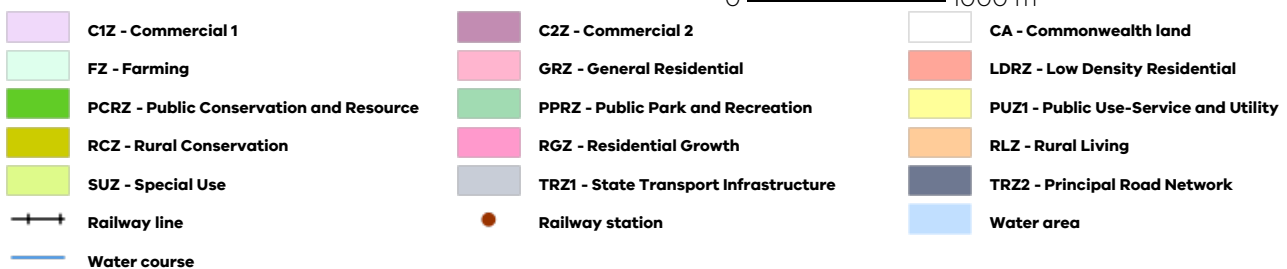 0 1000 m
C1Z - Commercial 1 C2Z - Commercial 2 CA - Commonwealth land
FZ - Farming GRZ - General Residential LDRZ - Low Density Residential
PCRZ - Public Conservation and Resource PPRZ - Public Park and Recreation PUZ1 - Public Use-Service and Utility
RCZ - Rural Conservation RGZ - Residential Growth RLZ - Rural Living
SUZ - Special Use TRZ1 - State Transport Infrastructure TRZ2 - Principal Road Network
Railway line Railway station Water area
Water course